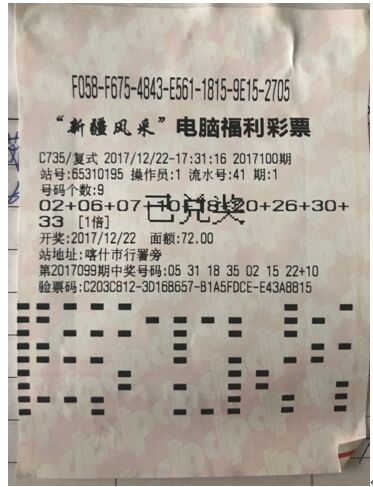 F058-F675-4843-E561-1815-9E15-2705
“新疆风采”电脑福利彩票
C735/复式 2017/12/22-17:31:16 2017100期
站号:65310195 操作员:1 流水号:41 期:1
号码个数:9
02+06+07+10+18+20+26+30+
已兑奖
33 [1倍]
开奖:2017/12/22 面额:72.00
站地址:喀什市行署旁
第2017099期中奖号码:05 31 18 35 02 15 22+10
验票码:C203C812-3D16B657-B1A5FDCE-E43A8815